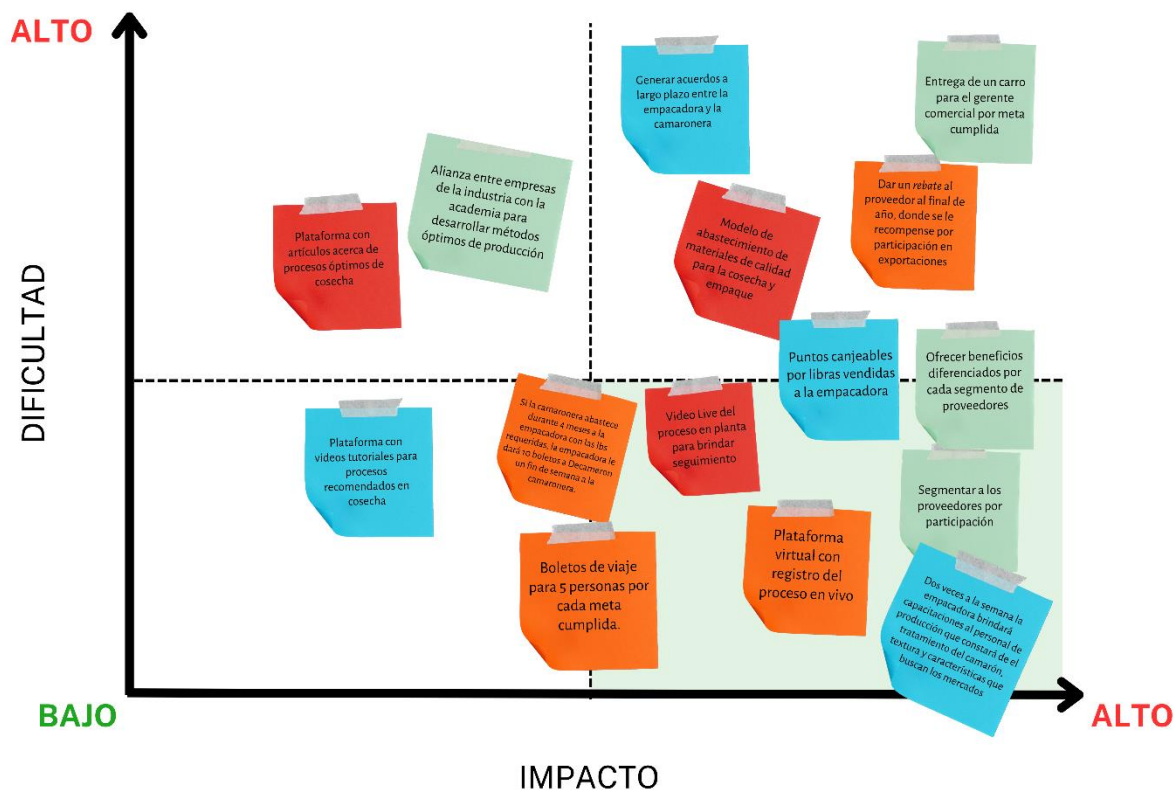 ALTO
DIFICULTAD
BAJO
ALTO
IMPACTO
Generar acuerdos a
largo plazo entre la
empacadora y la
camaronera
Entrega de un carro
para el gerente
comercial por meta
cumplida
Alianza entre empresas
de la industria con la
academia para
desarrollar métodos
óptimos de producción
Plataforma con
artículos acerca de
procesos óptimos de
cosecha
Modelo de
abastecimiento de
materiales de calidad
para la cosecha y
empaque
Dar un rebate al
proveedor al final de
año, donde se le
recompense por
participación en
exportaciones
Puntos canjeables
por libras vendidas
a la empacadora
Ofrecer beneficios
diferenciados por
cada segmento de
proveedores
Plataforma con
videos tutoriales para
procesos
recomendados en
cosecha
Si la camaronera abastece
durante 4 meses a la
empacadora con las lbs
requeridas, la empacadora le
dará 10 boletos a Decameron
un fin de semana a la
camaronera.
Video Live del
proceso en planta
para brindar
seguimiento
Segmentar a los
proveedores por
participación
Boletos de viaje
para 5 personas por
cada meta
cumplida.
Plataforma
virtual con
registro del
proceso en vivo
Dos veces a la semana la
empacadora brindará
capacitaciones al personal de
producción que constará de el
tratamiento del camarón,
textura y características que
buscan los mercados